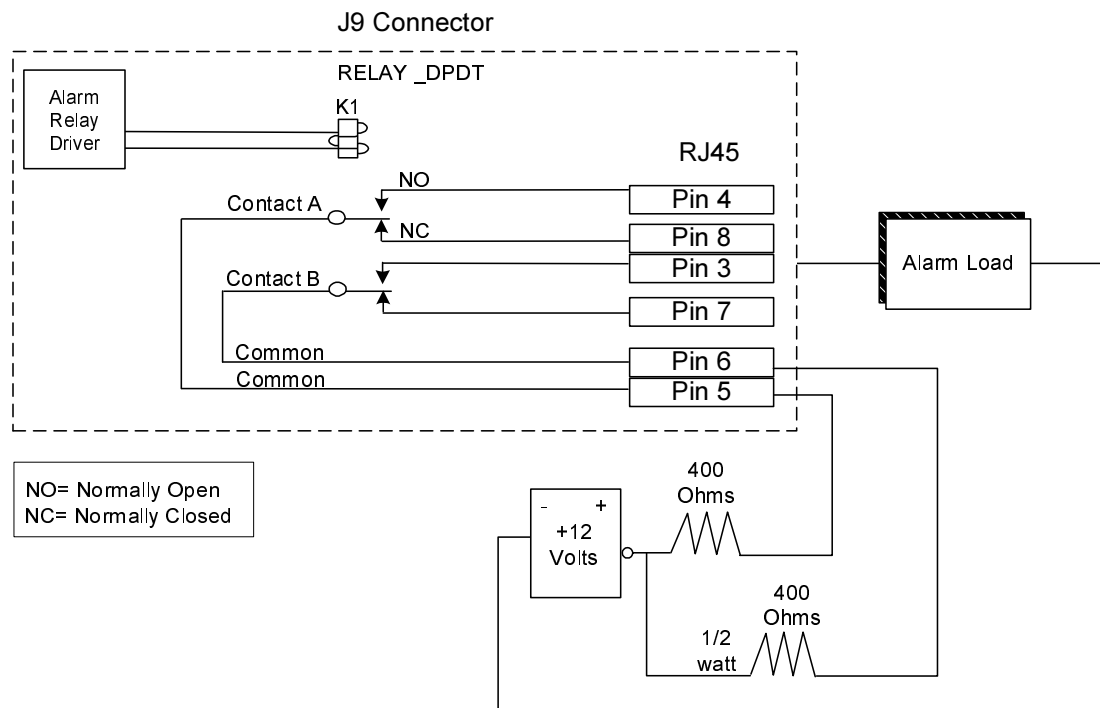 J9 Connector
RELAY _DPDT
Alarm
Relay
Driver
K1
RJ45
NO
Pin 4
Contact A
NC
Pin 8
Pin 3
Alarm Load
Contact B
Pin 7
Common
Pin 6
Common
Pin 5
NO= Normally Open
NC= Normally Closed
- +
+12
Volts
400
Ohms
400
Ohms
1/2
watt